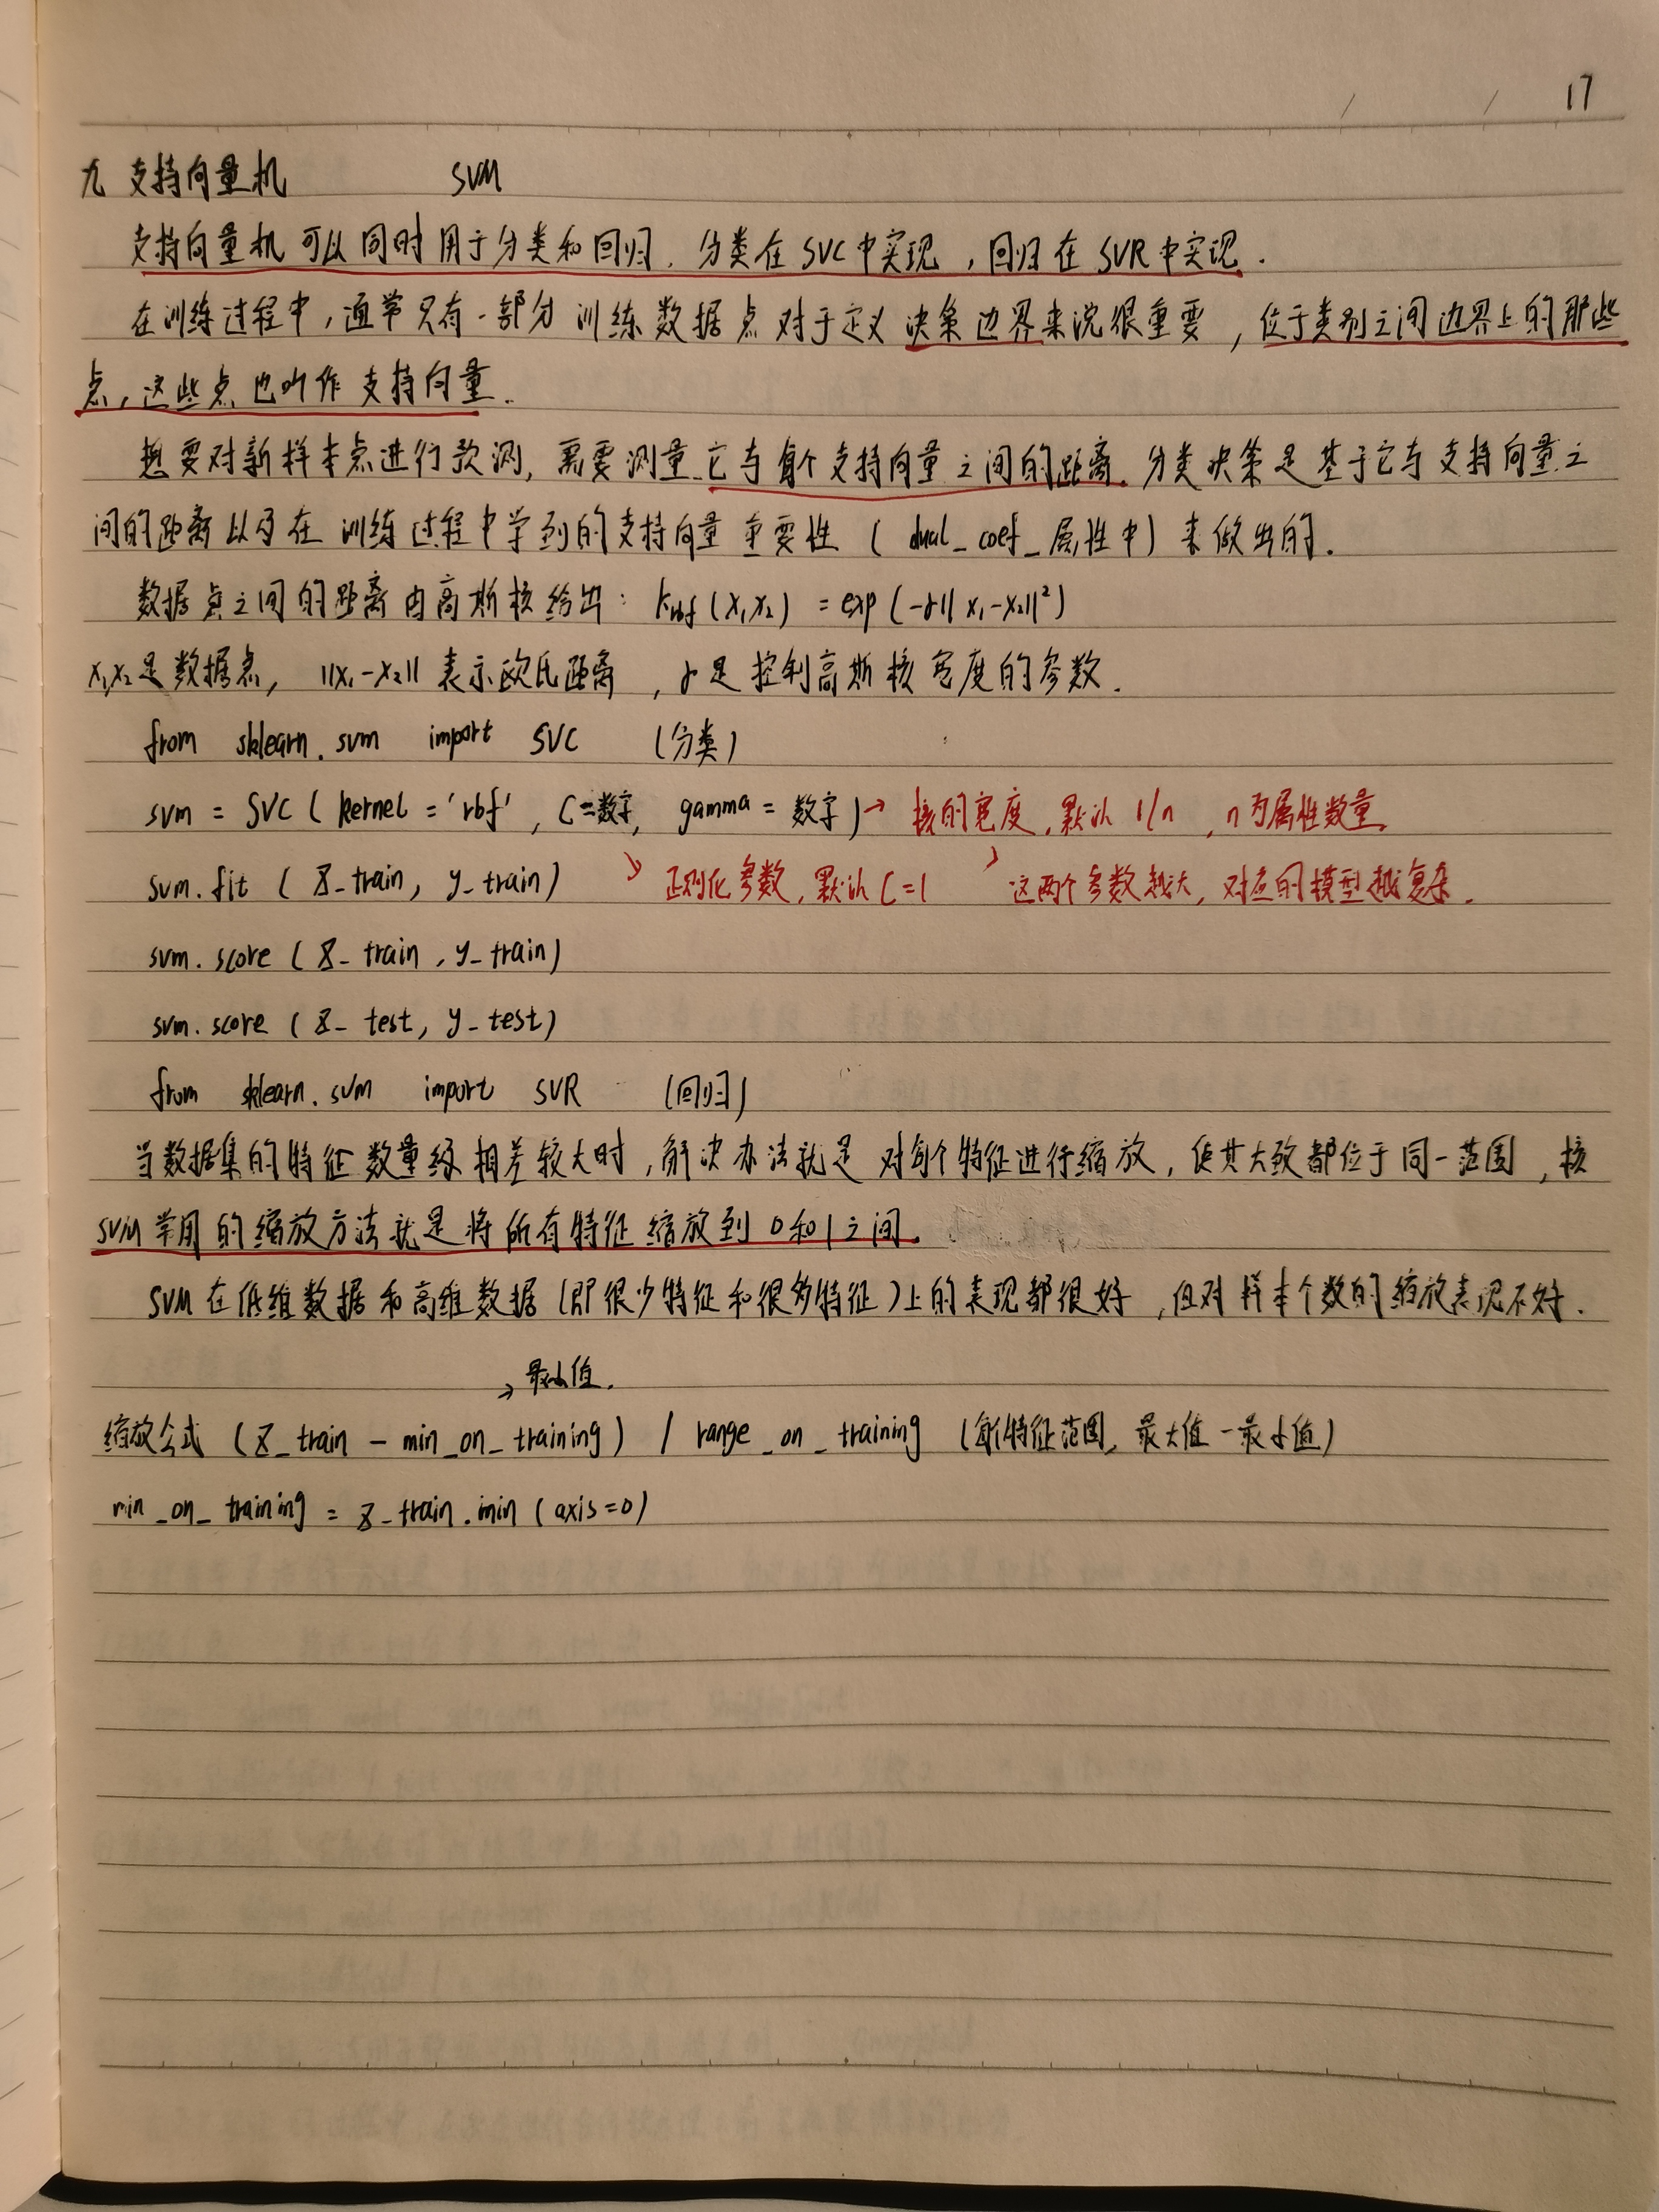 17
九 支持向量机 SVM
支持向量机可以同时用于分类和回归. 分类在SVC中实现, 回归在SVR中实现.
在训练过程中, 通常只有一部分训练数据点对于定义决策边界来说很重要, 位于类别之间边界上的那些
点, 这些点也叫作支持向量.
想要对新样本点进行预测, 需要测量它与每个支持向量之间的距离. 分类决策是基于它与支持向量之
间的距离以及在训练过程中学到的支持向量重要性 (dual_coef_属性中) 来做出的.
数据点之间的距离由高斯核给出: krbf (x₁,x₂) = exp (-γ||x₁-x₂||²)
x₁,x₂是数据点, ||x₁-x₂|| 表示欧氏距离, γ是控制高斯核宽度的参数.
from sklearn.svm import SVC (分类)
svm = SVC ( kernel = 'rbf', C=数字, gamma = 数字 ) → 核的宽度, 默认 1/n , n为属性数量.
svm.fit ( X_train, y_train) 正则化参数, 默认 C=1 这两个参数越大, 对应的模型越复杂.
svm.score ( X_train , y_train)
svm.score ( X_test, y_test)
from sklearn.svm import SVR (回归)
当数据集的特征数量级相差较大时, 解决办法就是对每个特征进行缩放, 使其大致都位于同一范围, 核
SVM常用的缩放方法就是将所有特征缩放到0和1之间.
SVM在低维数据和高维数据 (即很少特征和很多特征) 上的表现都很好, 但对样本个数的缩放表现不好.
→ 最小值.
缩放公式 (X_train - min_on_training) / range_on_training (每个特征范围, 最大值-最小值)
min_on_training = X_train.min (axis=0)